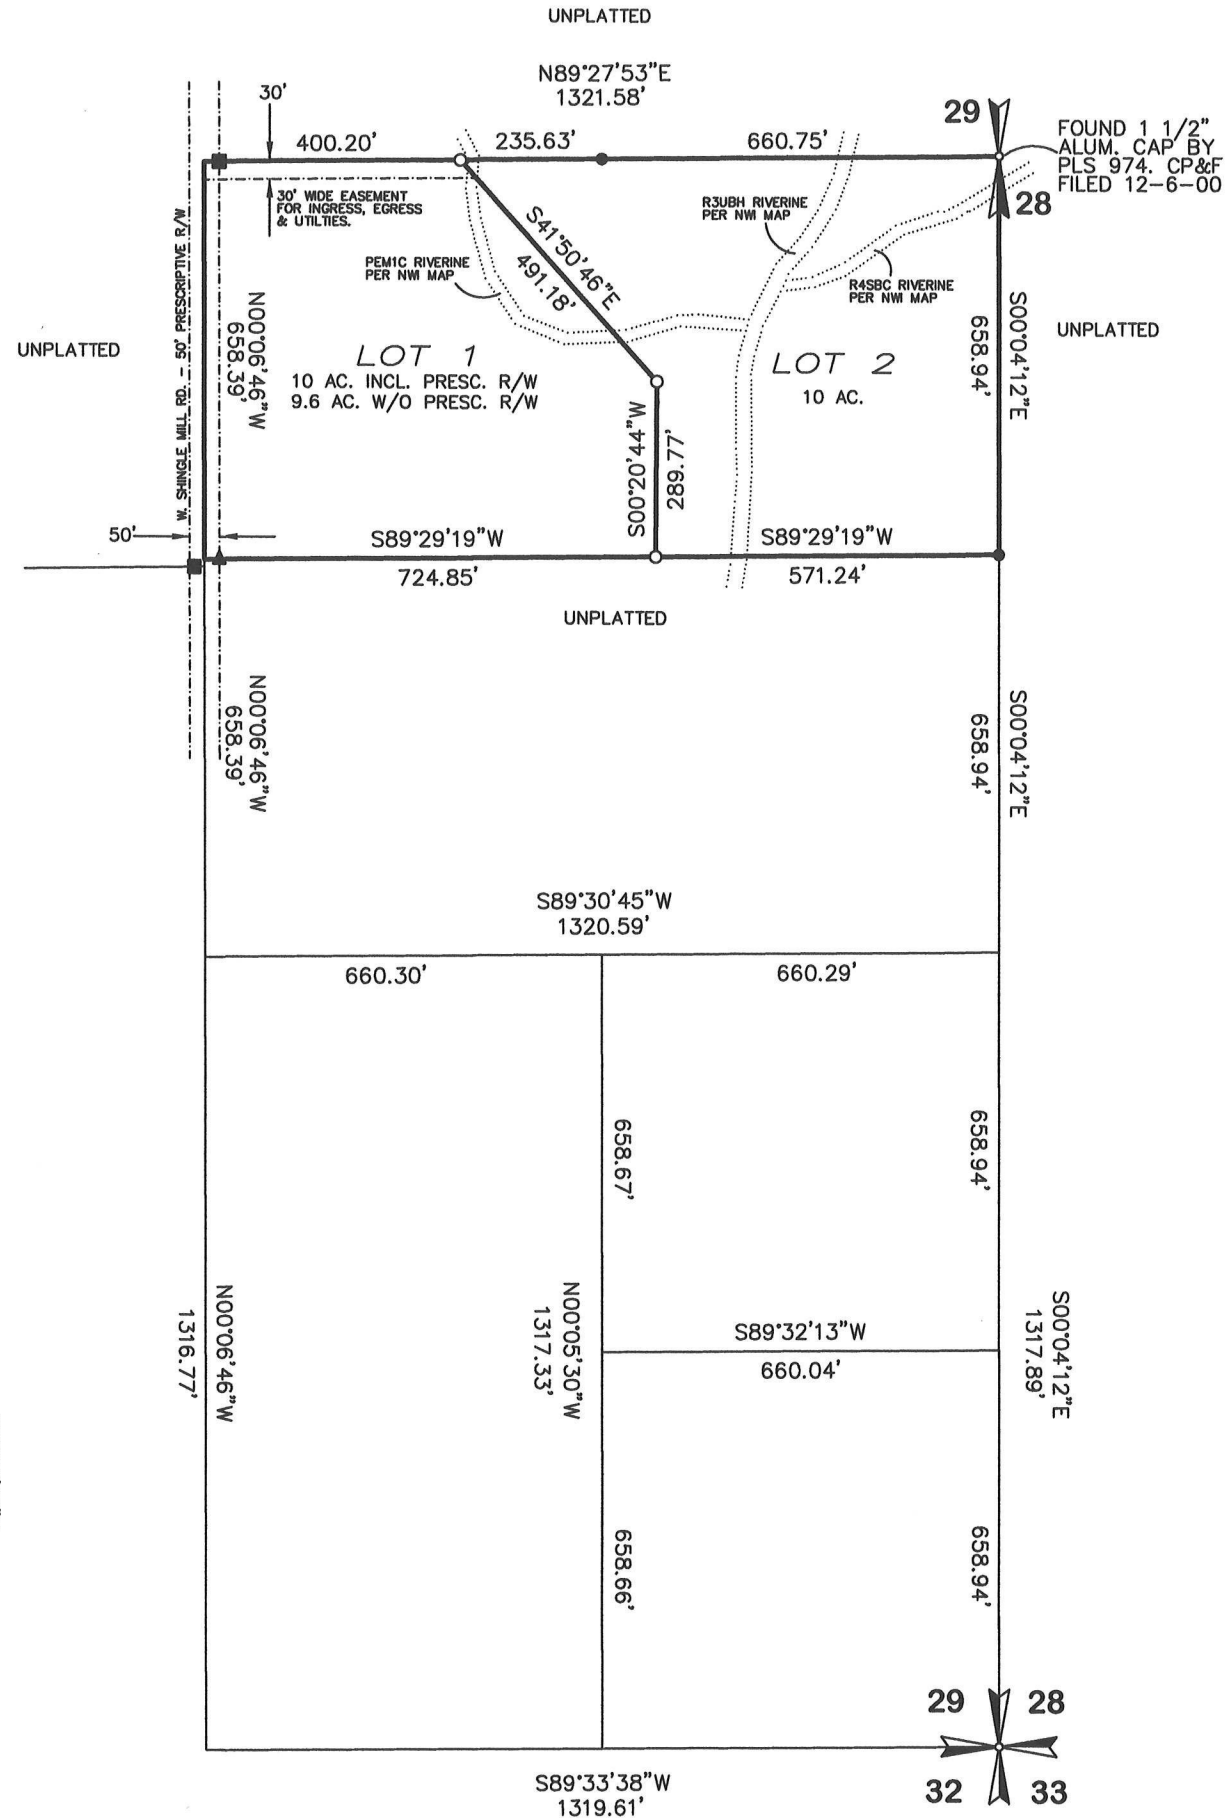 UNPLATTED
N89°27'53"E
1321.58'
30'
29
400.20'
235.63'
660.75'
FOUND 1 1/2"
ALUM. CAP BY
PLS 974. CP&F
FILED 12-6-00
28
30' WIDE EASEMENT
FOR INGRESS, EGRESS
& UTILTIES.
R3UBH RIVERINE
PER NWI MAP
S41°50'46"E
491.18'
PEM1C RIVERINE
PER NWI MAP
R4SBC RIVERINE
PER NWI MAP
W. SHINGLE MILL RD. - 50' PRESCRIPTIVE R/W
N00°06'46"W
658.39'
S00°04'12"E
658.94'
UNPLATTED
UNPLATTED
LOT 1
10 AC. INCL. PRESC. R/W
9.6 AC. W/O PRESC. R/W
LOT 2
10 AC.
S00°20'44"W
289.77'
50'
S89°29'19"W
724.85'
S89°29'19"W
571.24'
UNPLATTED
N00°06'46"W
658.39'
S00°04'12"E
658.94'
S89°30'45"W
1320.59'
660.30'
660.29'
658.67'
658.94'
N00°06'46"W
1316.77'
N00°05'30"W
1317.33'
S89°32'13"W
660.04'
S00°04'12"E
1317.89'
658.66'
658.94'
29
28
S89°33'38"W
1319.61'
32
33